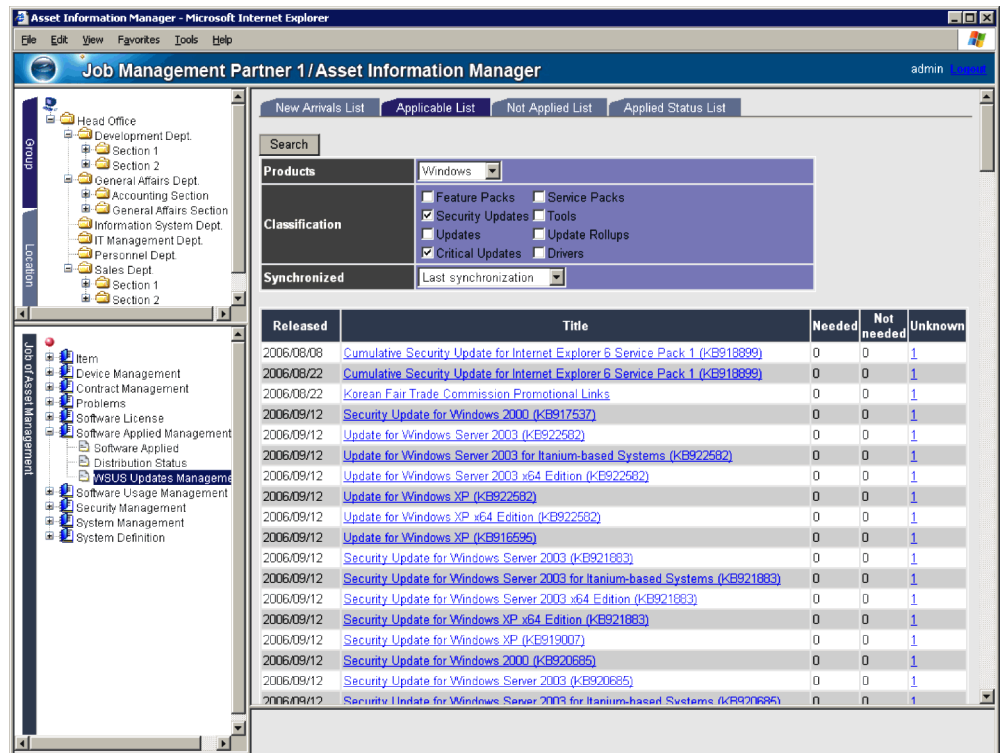 Asset Information Manager - Microsoft Internet Explorer
File Edit View Favorites Tools Help
Job Management Partner 1/Asset Information Manager
admin Logout
Group
Location
Head Office
Development Dept.
Section 1
Section 2
General Affairs Dept.
Accounting Section
General Affairs Section
Information System Dept.
IT Management Dept.
Personnel Dept.
Sales Dept.
Section 1
Section 2
Job of Asset Management
Item
Device Management
Contract Management
Problems
Software License
Software Applied Management
Software Applied
Distribution Status
WSUS Updates Manageme
Software Usage Management
Security Management
System Management
System Definition
New Arrivals List Applicable List Not Applied List Applied Status List
Search
Products Windows
Classification
Feature Packs Service Packs
Security Updates Tools
Updates Update Rollups
Critical Updates Drivers
Synchronized Last synchronization
Released Title Needed Not needed Unknown
2006/08/08 Cumulative Security Update for Internet Explorer 6 Service Pack 1 (KB918899) 0 0 1
2006/08/22 Cumulative Security Update for Internet Explorer 6 Service Pack 1 (KB918899) 0 0 1
2006/08/22 Korean Fair Trade Commission Promotional Links 0 0 1
2006/09/12 Security Update for Windows 2000 (KB917537) 0 0 1
2006/09/12 Update for Windows Server 2003 (KB922582) 0 0 1
2006/09/12 Update for Windows Server 2003 for Itanium-based Systems (KB922582) 0 0 1
2006/09/12 Update for Windows Server 2003 x64 Edition (KB922582) 0 0 1
2006/09/12 Update for Windows XP (KB922582) 0 0 1
2006/09/12 Update for Windows XP x64 Edition (KB922582) 0 0 1
2006/09/12 Update for Windows XP (KB916595) 0 0 1
2006/09/12 Security Update for Windows Server 2003 (KB921883) 0 0 1
2006/09/12 Security Update for Windows Server 2003 for Itanium-based Systems (KB921883) 0 0 1
2006/09/12 Security Update for Windows Server 2003 x64 Edition (KB921883) 0 0 1
2006/09/12 Security Update for Windows XP x64 Edition (KB921883) 0 0 1
2006/09/12 Security Update for Windows XP (KB919007) 0 0 1
2006/09/12 Security Update for Windows 2000 (KB920685) 0 0 1
2006/09/12 Security Update for Windows Server 2003 (KB920685) 0 0 1
2006/09/12 Security Update for Windows Server 2003 for Itanium-based Systems (KB920685) 0 0 1